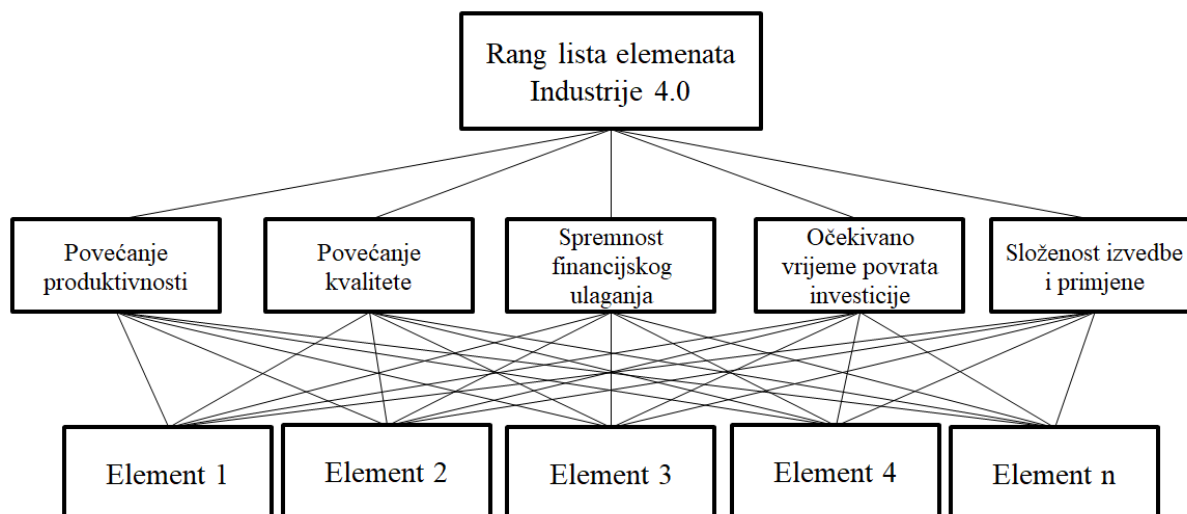 Rang lista elemenata
Industrije 4.0
Povećanje
produktivnosti
Povećanje
kvalitete
Spremnost
financijskog
ulaganja
Očekivano
vrijeme povrata
investicije
Složenost izvedbe
i primjene
Element 1
Element 2
Element 3
Element 4
Element n